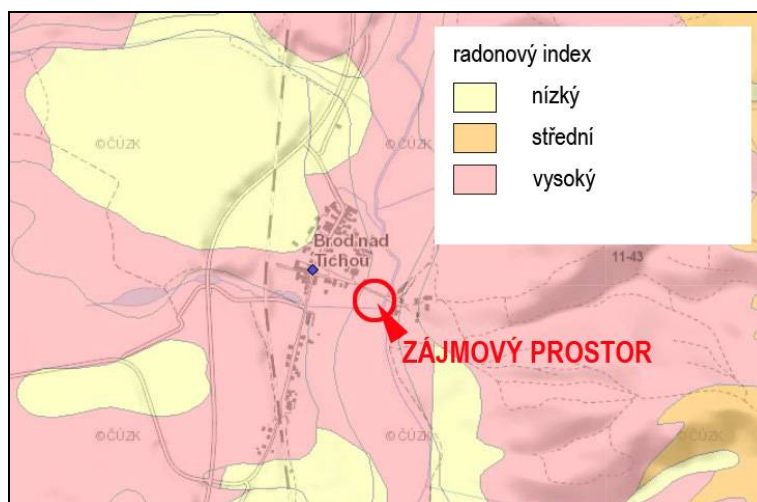 radonový index
nízký
střední
vysoký
©ČÚZK
©ČÚZK
Brod nad
Tichou
11-43
ZÁJMOVÝ PROSTOR
©ČÚZK
©ČÚZK
©ČÚZK